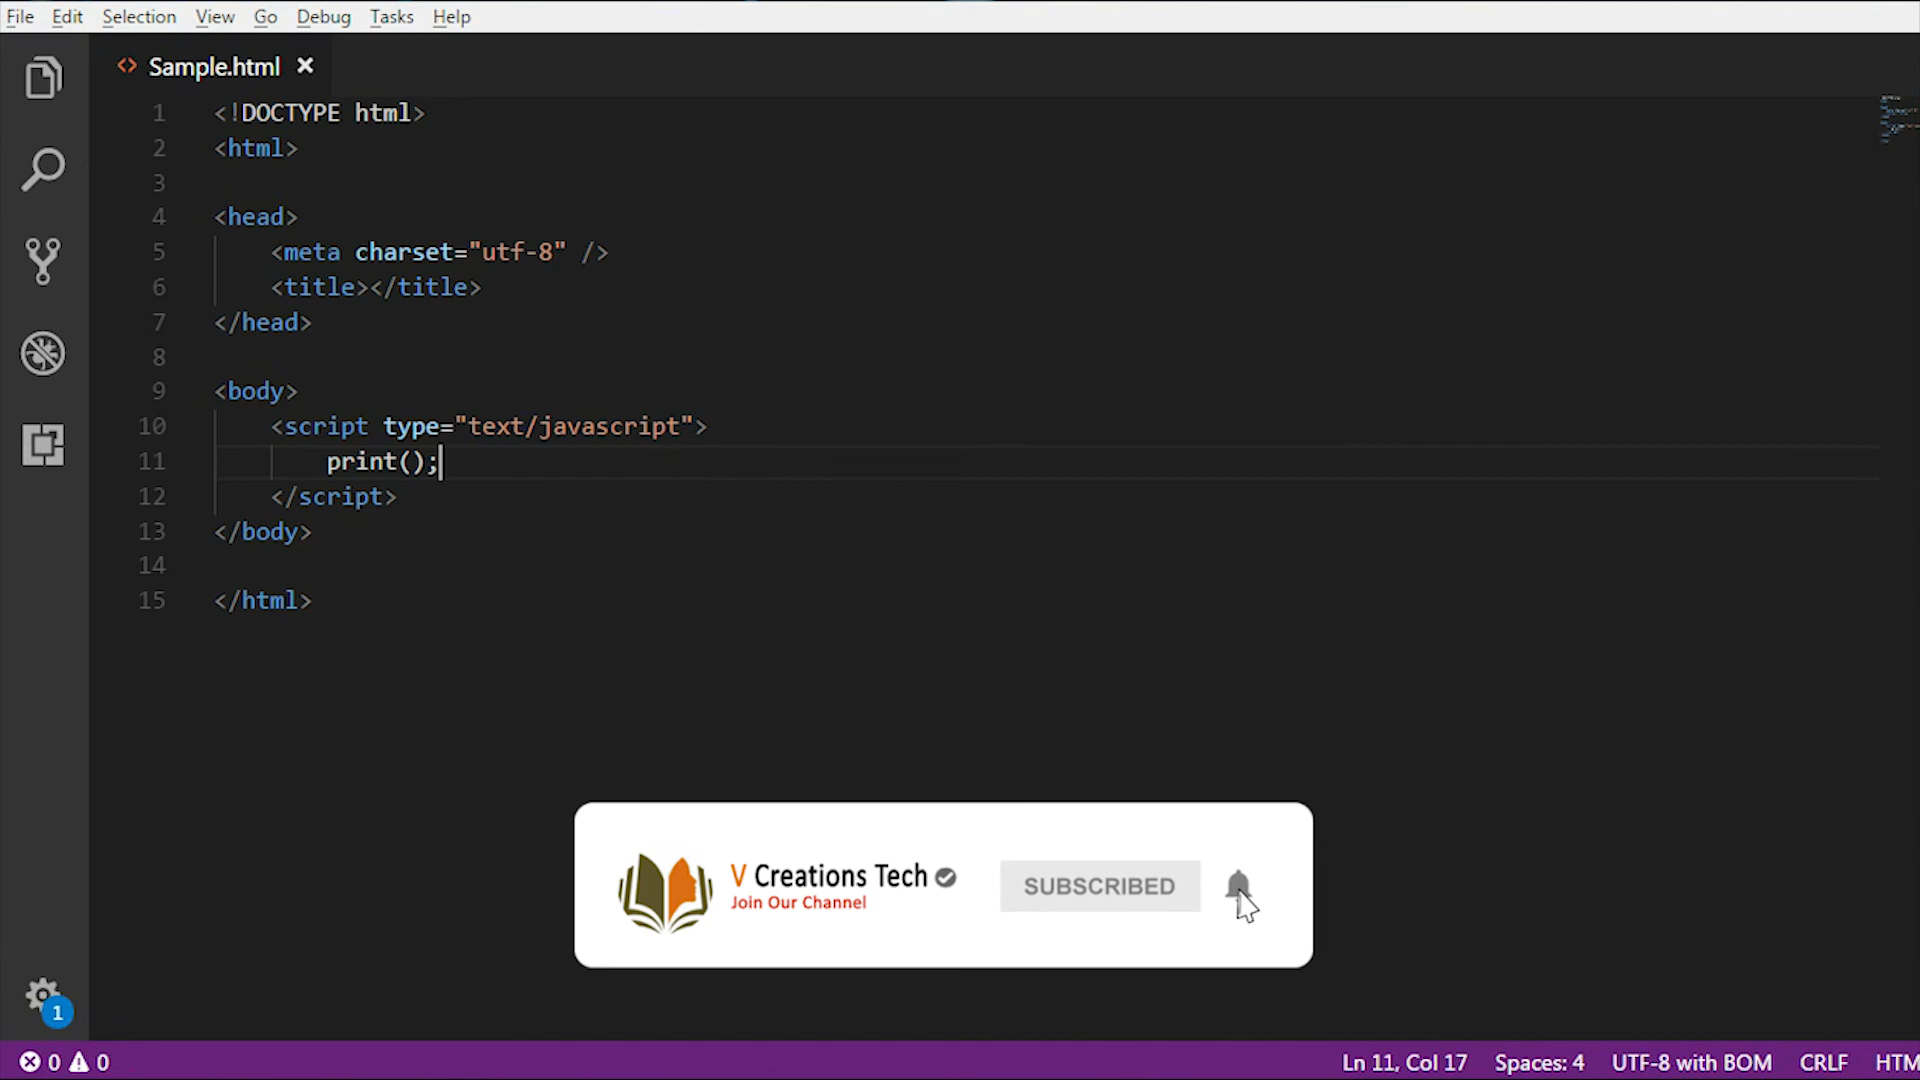 File Edit Selection View Go Debug Tasks Help
Sample.html
1 <!DOCTYPE html>
2 <html>
3
4 <head>
5 <meta charset="utf-8" />
6 <title></title>
7 </head>
8
9 <body>
10 <script type="text/javascript">
11 print();
12 </script>
13 </body>
14
15 </html>
V Creations Tech
Join Our Channel
SUBSCRIBED
1
0 0 Ln 11, Col 17 Spaces: 4 UTF-8 with BOM CRLF HTM